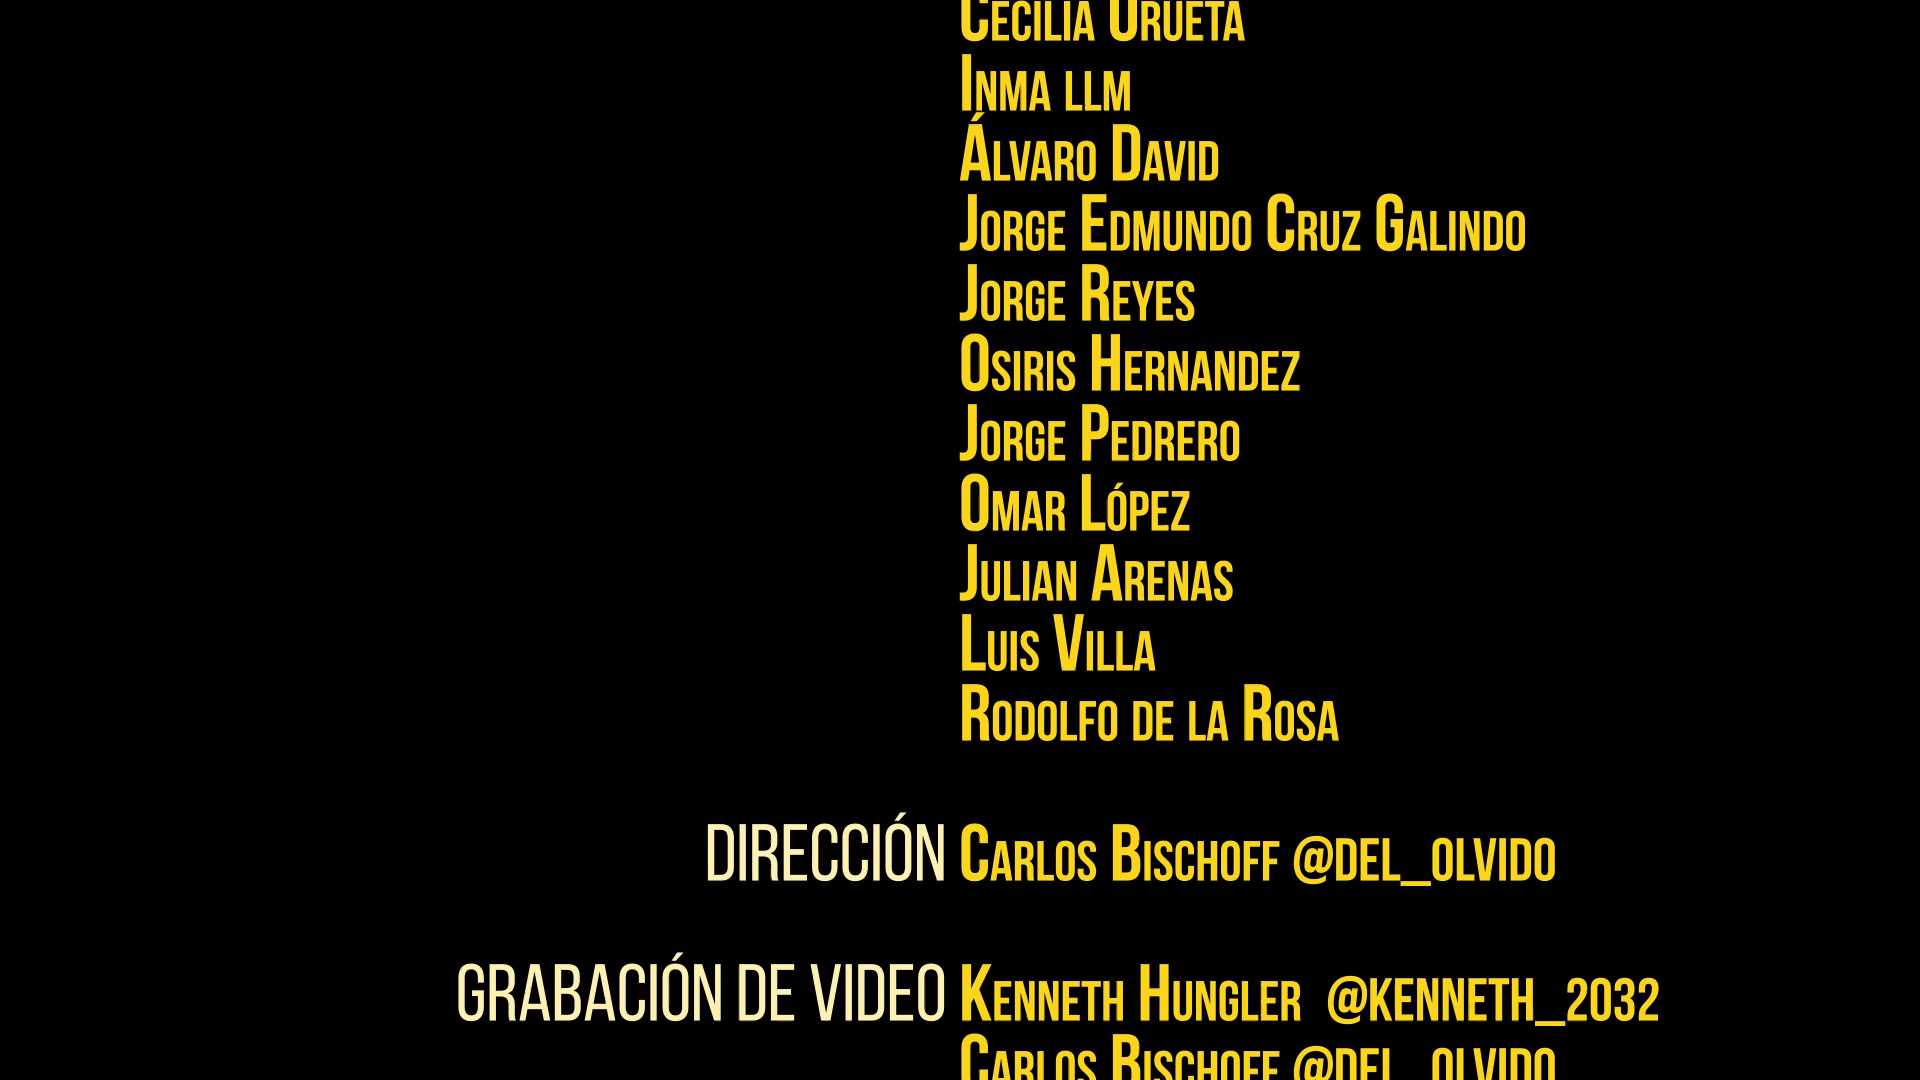 Cecilia Urueta
Inma llm
Álvaro David
Jorge Edmundo Cruz Galindo
Jorge Reyes
Osiris Hernandez
Jorge Pedrero
Omar López
Julian Arenas
Luis Villa
Rodolfo de la Rosa
DIRECCIÓN Carlos Bischoff @del_olvido
GRABACIÓN DE VIDEO Kenneth Hungler @kenneth_2032
Carlos Bischoff @del_olvido